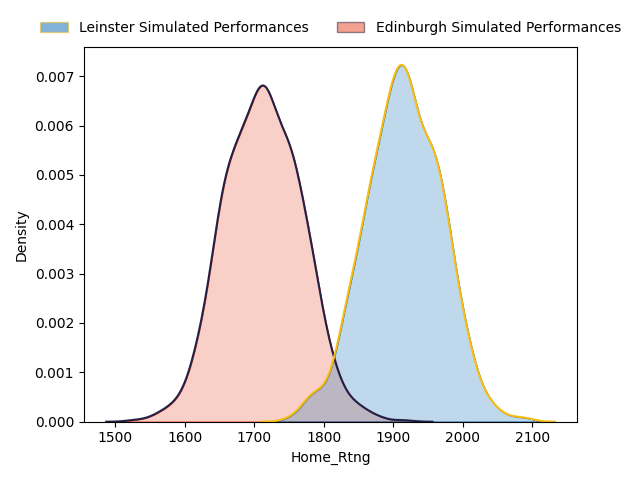 Leinster Simulated Performances Edinburgh Simulated Performances
0.007
0.006
0.005
0.004
0.003
0.002
0.001
0.000
Density
1500 1600 1700 1800 1900 2000 2100
Home_Rtng